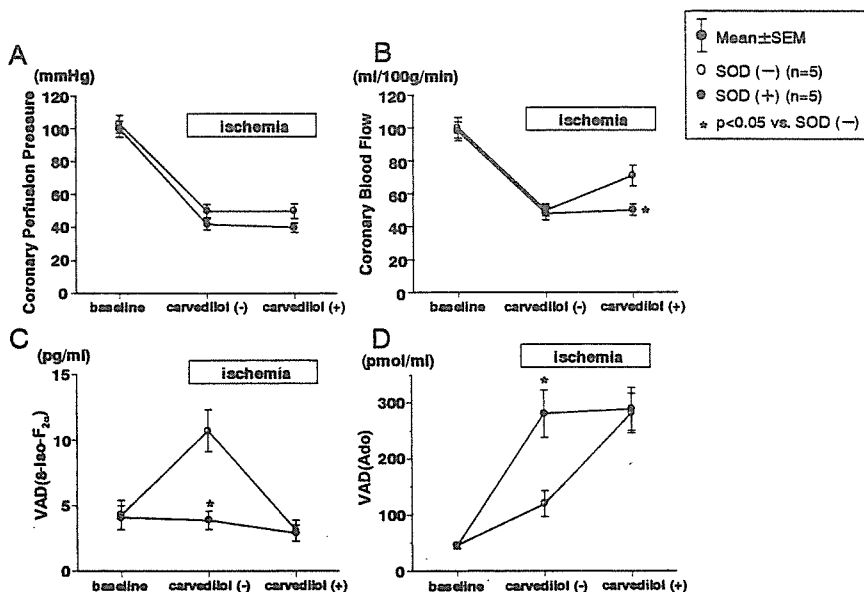 A
(mmHg)
Coronary Perfusion Pressure
120
100
80
60
40
20
0
ischemia
baseline
carvedilol (-)
carvedilol (+)
B
(ml/100g/min)
Coronary Blood Flow
120
100
80
60
40
20
0
ischemia
*
baseline
carvedilol (-)
carvedilol (+)
Mean±SEM
SOD (−) (n=5)
SOD (+) (n=5)
* p<0.05 vs. SOD (−)
C
(pg/ml)
VAD(8-iso-F2α)
15
10
5
0
ischemia
*
baseline
carvedilol (-)
carvedilol (+)
D
(pmol/ml)
VAD(Ado)
300
200
100
0
ischemia
*
baseline
carvedilol (-)
carvedilol (+)